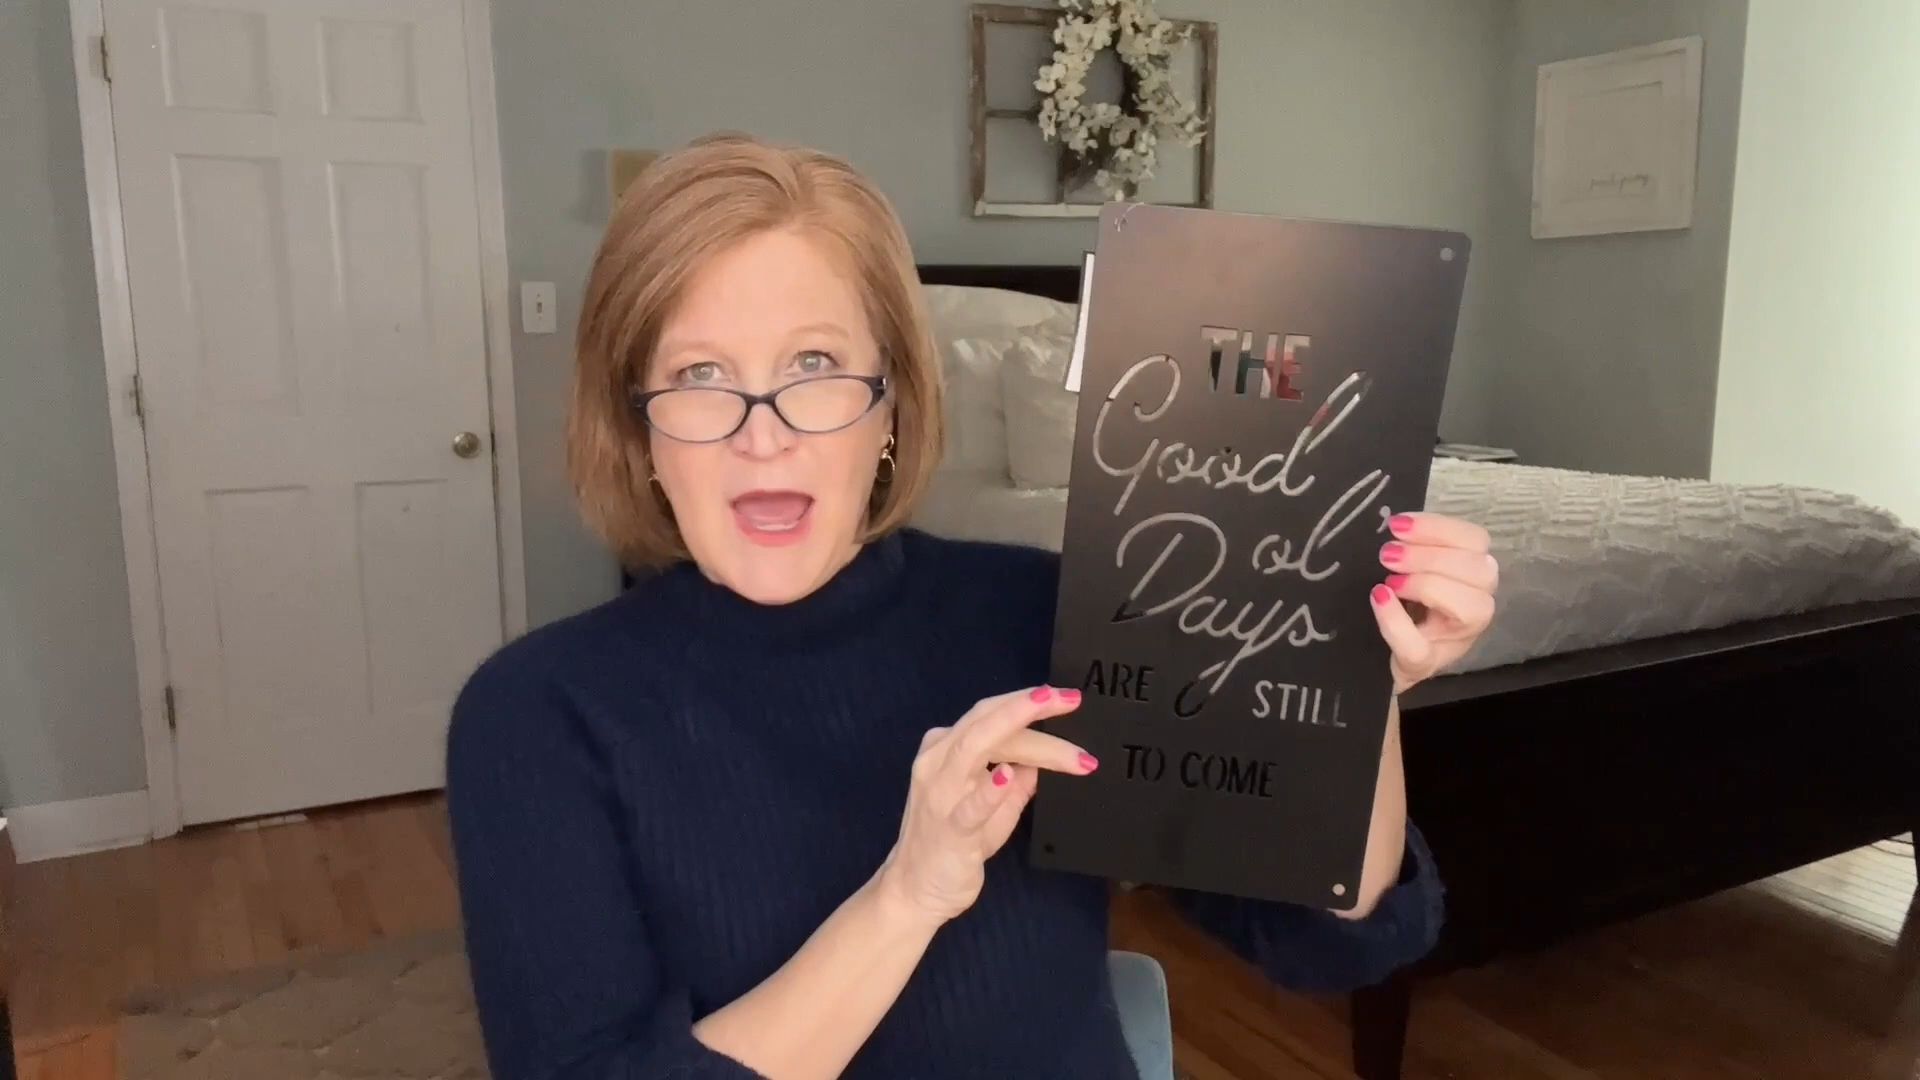 THE
Good
ol'
Days
ARE STILL
TO COME